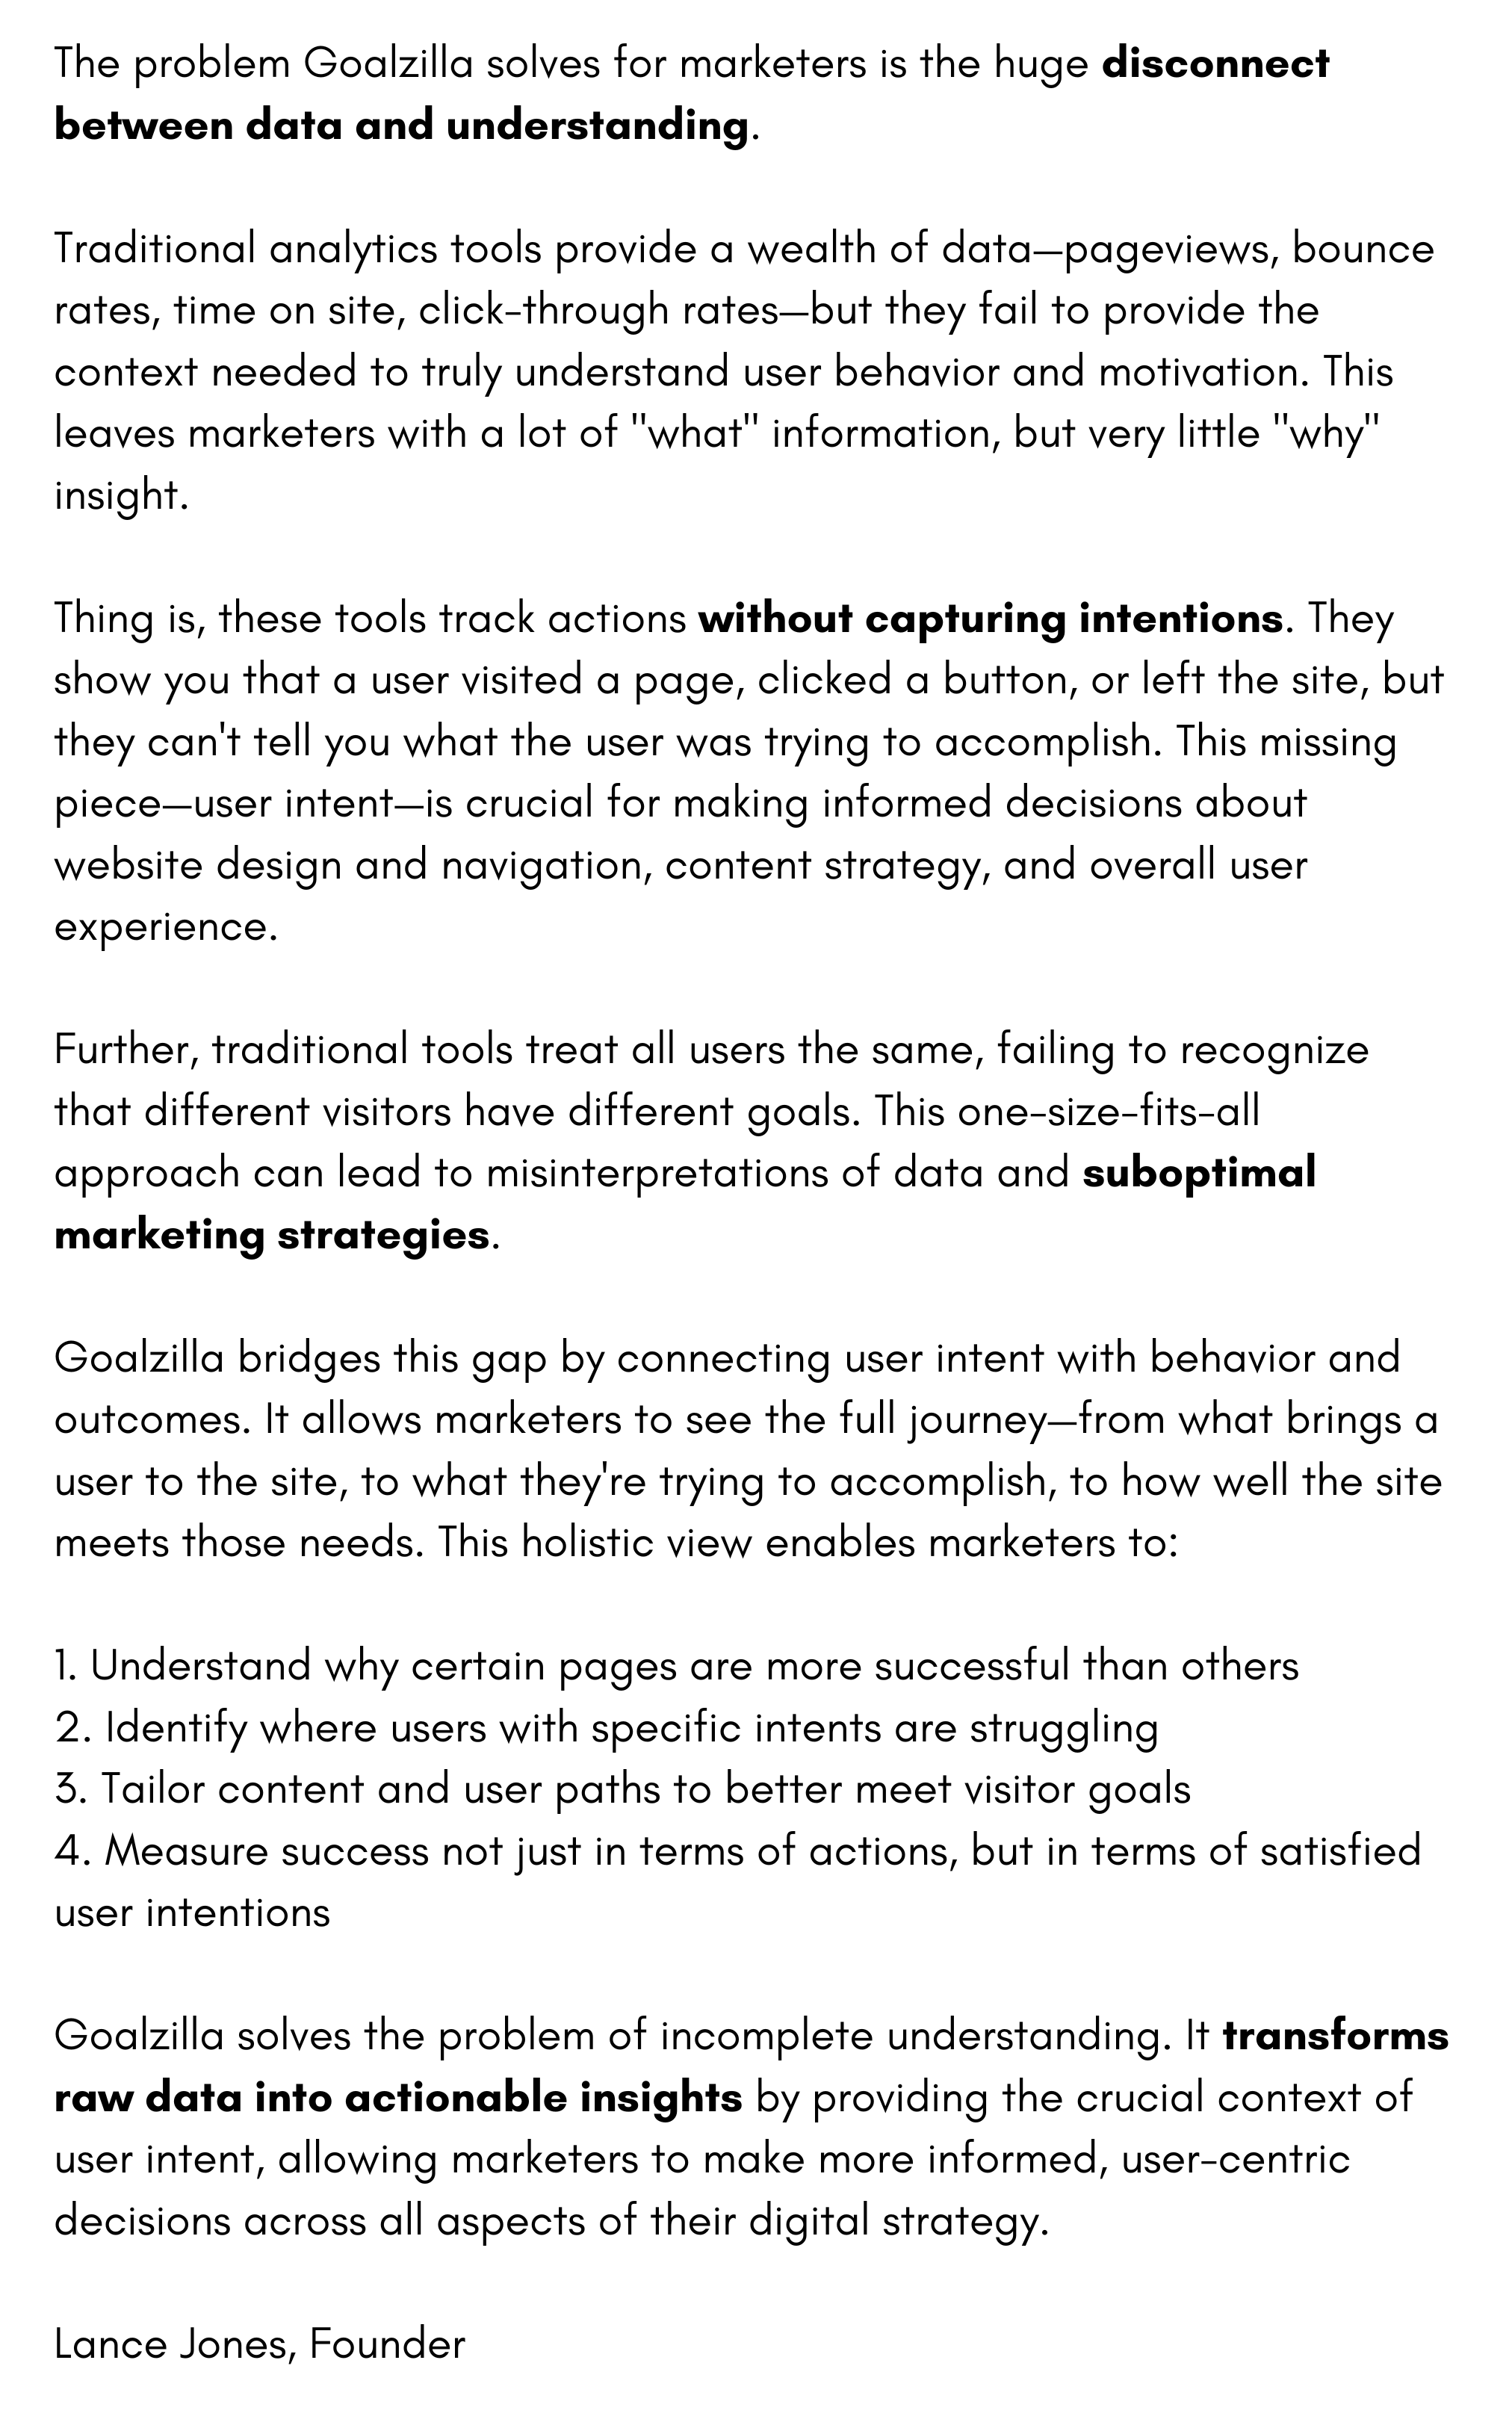 The problem Goalzilla solves for marketers is the huge disconnect
between data and understanding.
Traditional analytics tools provide a wealth of data—pageviews, bounce
rates, time on site, click-through rates—but they fail to provide the
context needed to truly understand user behavior and motivation. This
leaves marketers with a lot of "what" information, but very little "why"
insight.
Thing is, these tools track actions without capturing intentions. They
show you that a user visited a page, clicked a button, or left the site, but
they can't tell you what the user was trying to accomplish. This missing
piece—user intent—is crucial for making informed decisions about
website design and navigation, content strategy, and overall user
experience.
Further, traditional tools treat all users the same, failing to recognize
that different visitors have different goals. This one-size-fits-all
approach can lead to misinterpretations of data and suboptimal
marketing strategies.
Goalzilla bridges this gap by connecting user intent with behavior and
outcomes. It allows marketers to see the full journey—from what brings a
user to the site, to what they're trying to accomplish, to how well the site
meets those needs. This holistic view enables marketers to:
1. Understand why certain pages are more successful than others
2. Identify where users with specific intents are struggling
3. Tailor content and user paths to better meet visitor goals
4. Measure success not just in terms of actions, but in terms of satisfied
user intentions
Goalzilla solves the problem of incomplete understanding. It transforms
raw data into actionable insights by providing the crucial context of
user intent, allowing marketers to make more informed, user-centric
decisions across all aspects of their digital strategy.
Lance Jones, Founder